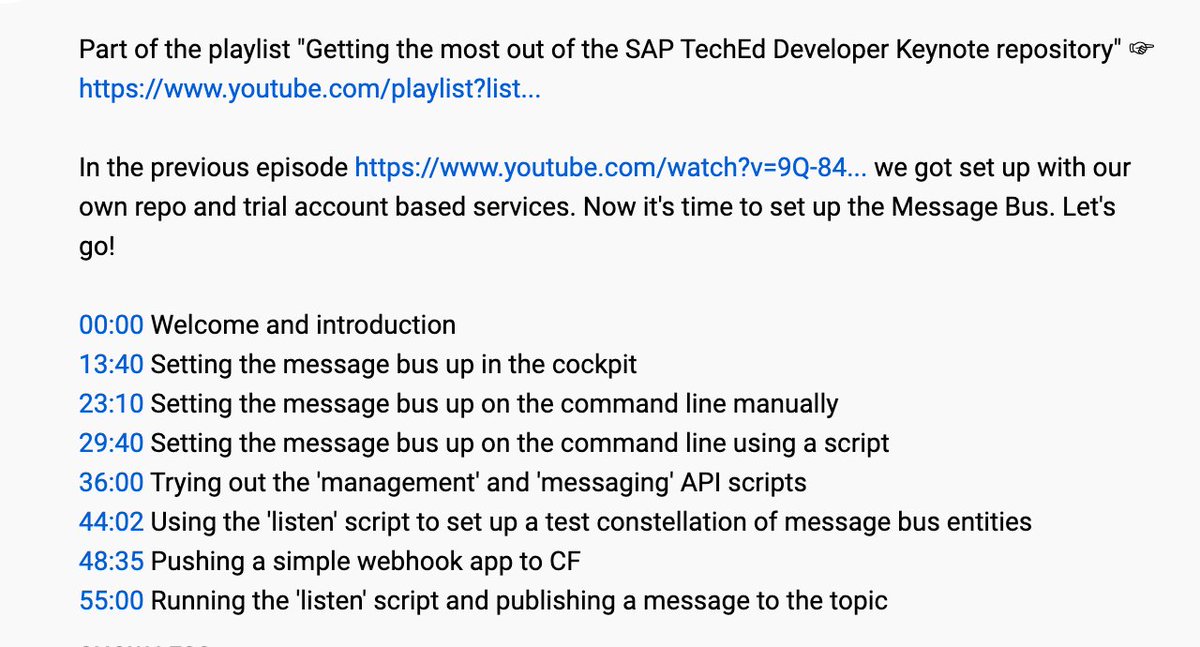 Part of the playlist "Getting the most out of the SAP TechEd Developer Keynote repository" 👉
https://www.youtube.com/playlist?list...
In the previous episode https://www.youtube.com/watch?v=9Q-84... we got set up with our
own repo and trial account based services. Now it's time to set up the Message Bus. Let's
go!
00:00 Welcome and introduction
13:40 Setting the message bus up in the cockpit
23:10 Setting the message bus up on the command line manually
29:40 Setting the message bus up on the command line using a script
36:00 Trying out the 'management' and 'messaging' API scripts
44:02 Using the 'listen' script to set up a test constellation of message bus entities
48:35 Pushing a simple webhook app to CF
55:00 Running the 'listen' script and publishing a message to the topic